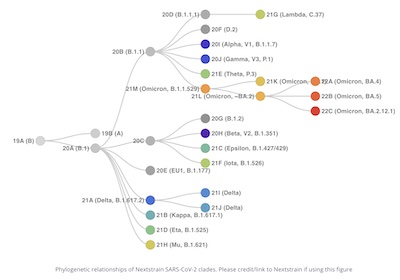 20D (B.1.1.1)
21G (Lambda, C.37)
20F (D.2)
20I (Alpha, V1, B.1.1.7)
20B (B.1.1)
20J (Gamma, V3, P.1)
21E (Theta, P.3)
21M (Omicron, B.1.1.529)
21K (Omicron,
22A (Omicron, BA.4)
21L (Omicron, ~BA.2)
22B (Omicron, BA.5)
22C (Omicron, BA.2.12.1)
20G (B.1.2)
19B (A)
20H (Beta, V2, B.1.351)
19A (B)
20A (B.1)
20C
21C (Epsilon, B.1.427/429)
21F (Iota, B.1.526)
20E (EU1, B.1.177)
21I (Delta)
21A (Delta, B.1.617.2)
21J (Delta)
21B (Kappa, B.1.617.1)
21D (Eta, B.1.525)
21H (Mu, B.1.621)
Phylogenetic relationships of Nextstrain SARS-CoV-2 clades. Please credit/link to Nextstrain if using this figure